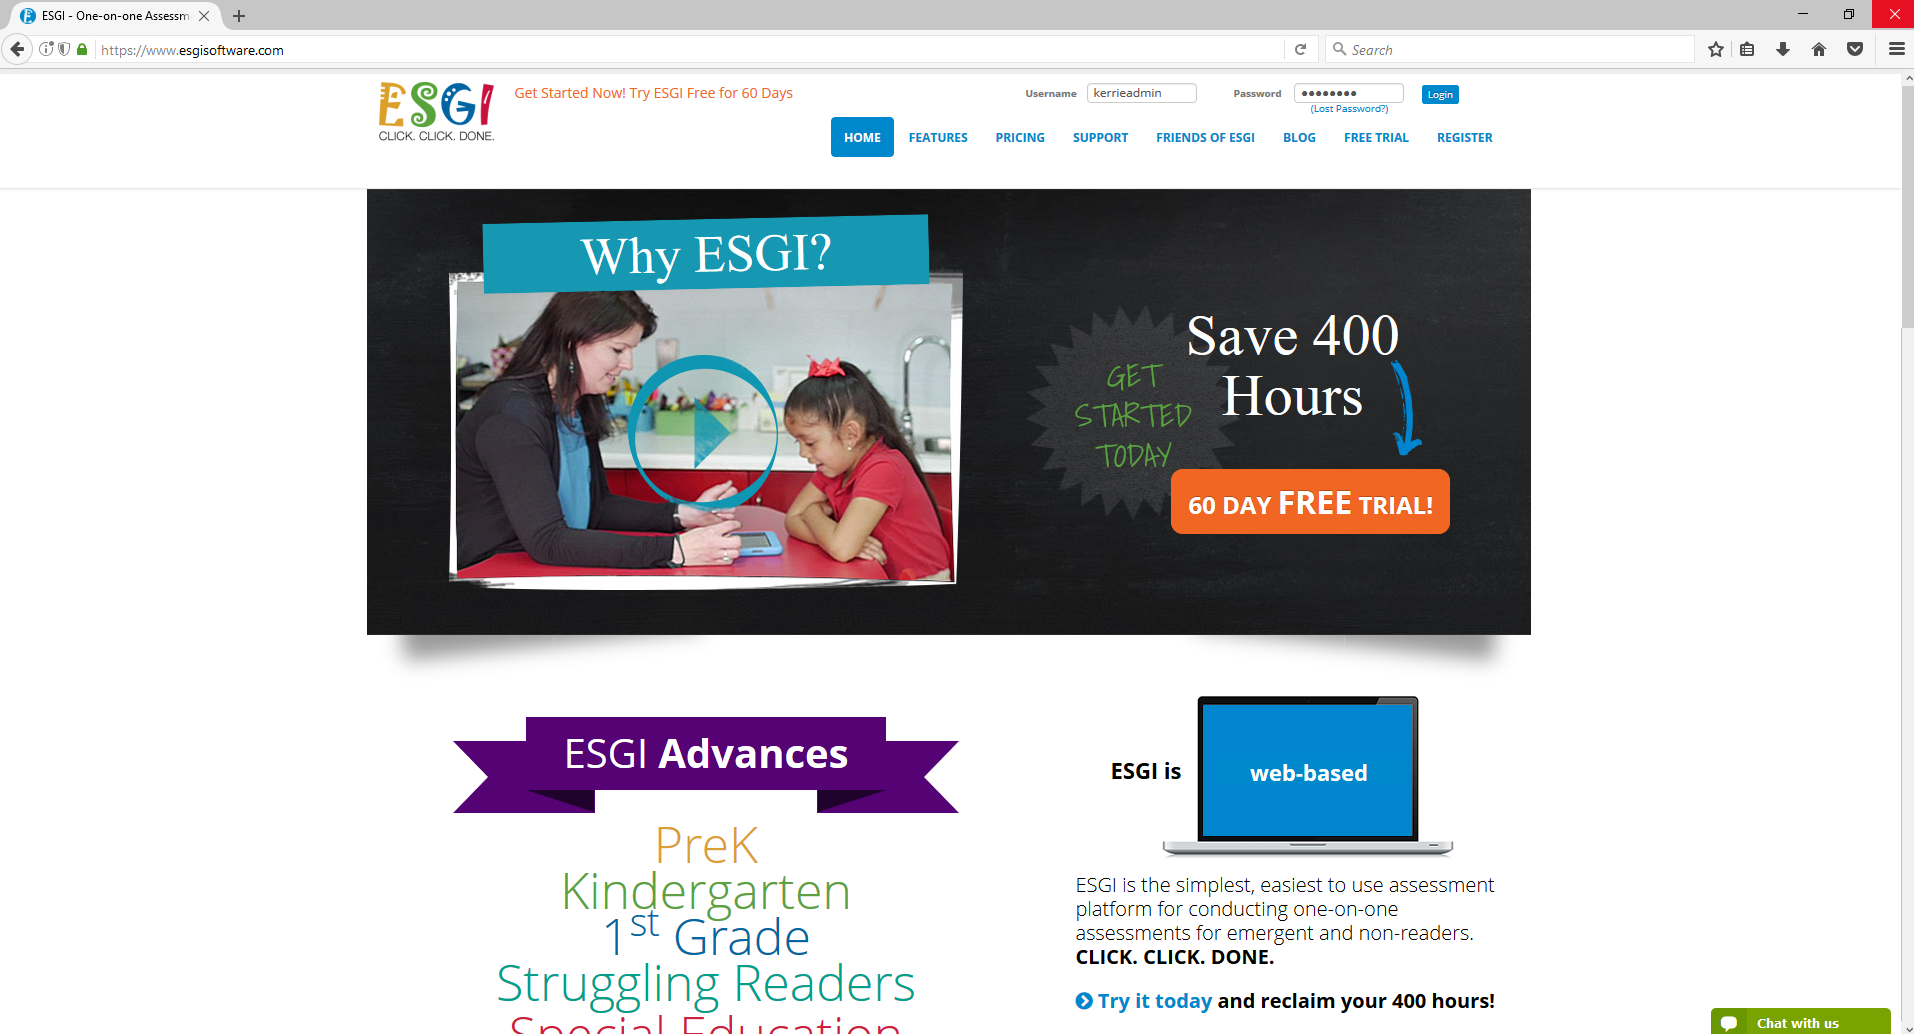 ESGI - One-on-one Assessm
https://www.esgisoftware.com
Search
ESGI
CLICK. CLICK. DONE.
Get Started Now! Try ESGI Free for 60 Days
Username
kerrieadmin
Password
••••••••
Login
(Lost Password?)
HOME
FEATURES
PRICING
SUPPORT
FRIENDS OF ESGI
BLOG
FREE TRIAL
REGISTER
Why ESGI?
GET
STARTED
TODAY
Save 400
Hours
60 DAY FREE TRIAL!
ESGI Advances
PreK
Kindergarten
1st Grade
Struggling Readers
Special Education
ESGI is
web-based
ESGI is the simplest, easiest to use assessment
platform for conducting one-on-one
assessments for emergent and non-readers.
CLICK. CLICK. DONE.
Try it today and reclaim your 400 hours!
Chat with us